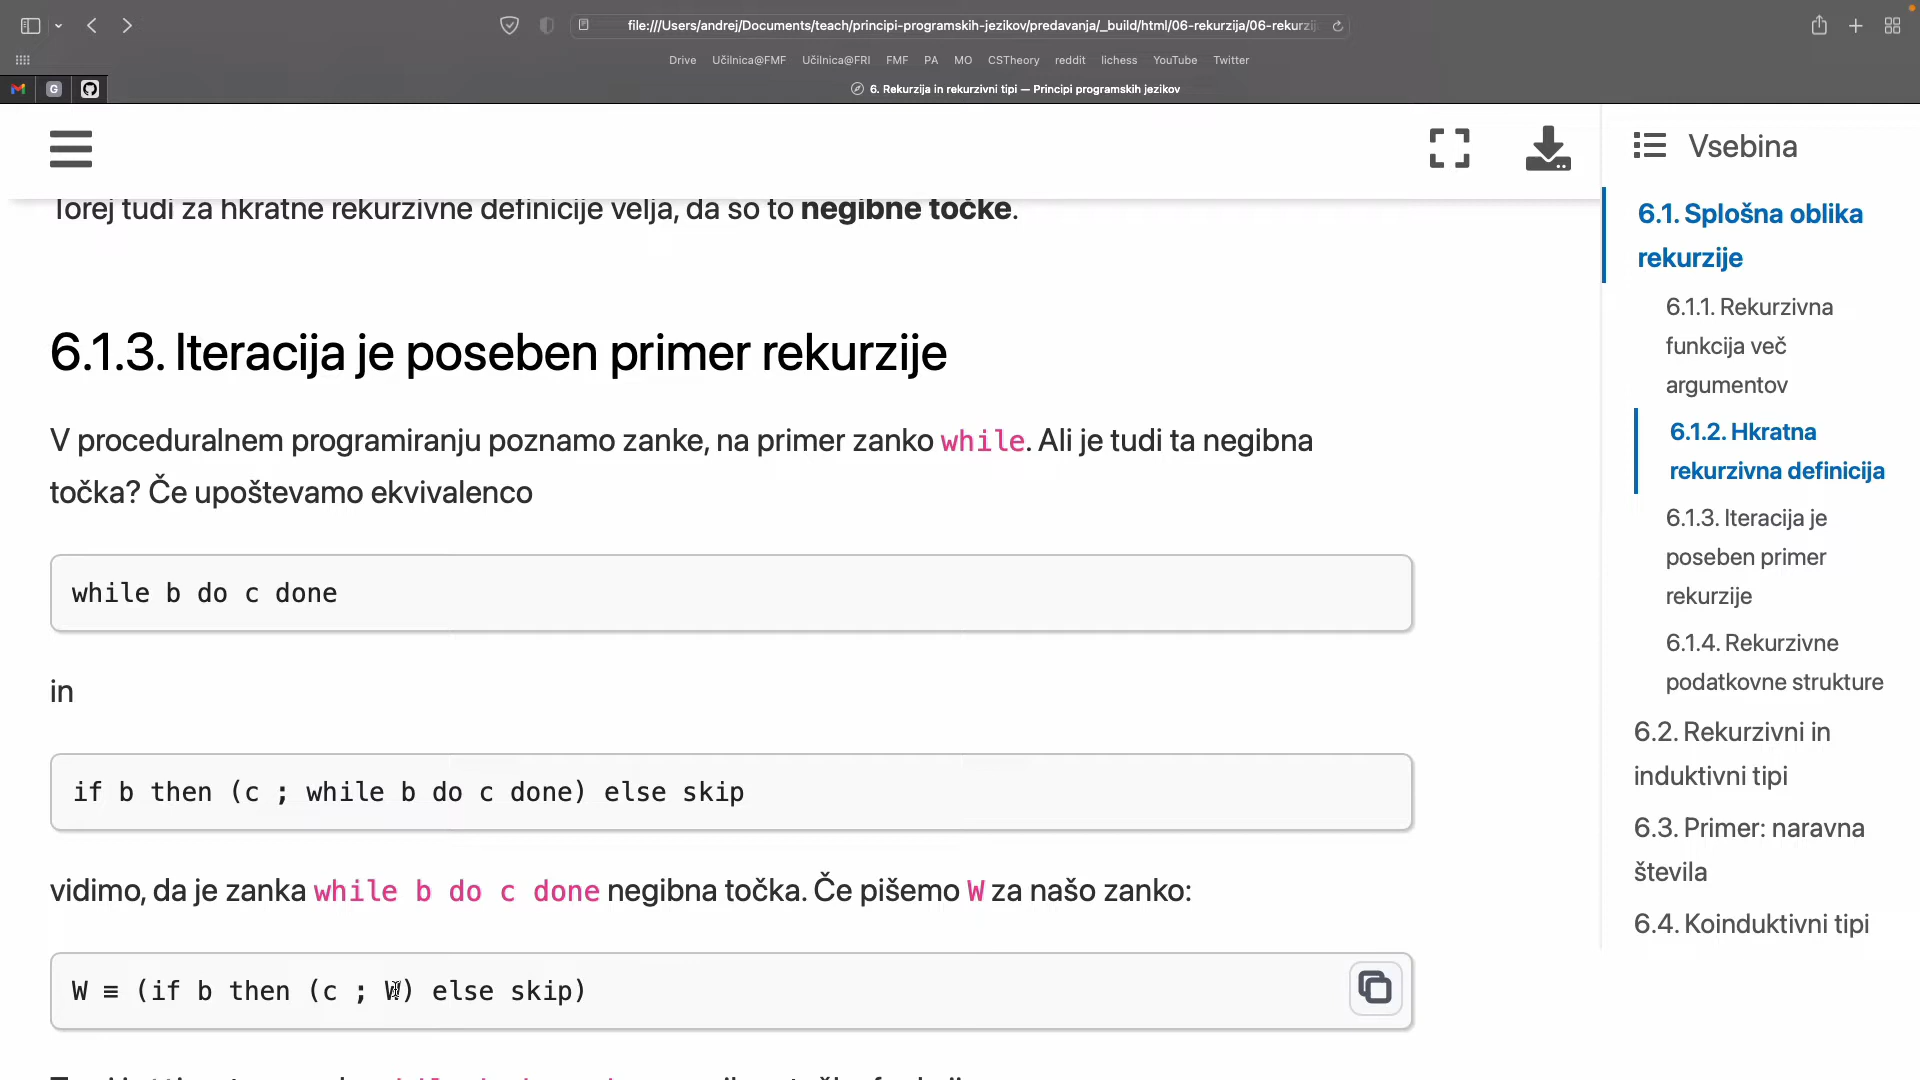 file:///Users/andrej/Documents/teach/principi-programskih-jezikov/predavanja/_build/html/06-rekurzija/06-rekurzij
Drive Učilnica@FMF Učilnica@FRI FMF PA MO CSTheory reddit lichess YouTube Twitter
G
6. Rekurzija in rekurzivni tipi — Principi programskih jezikov
Torej tudi za hkratne rekurzivne definicije velja, da so to negibne točke.
6.1.3. Iteracija je poseben primer rekurzije
V proceduralnem programiranju poznamo zanke, na primer zanko while. Ali je tudi ta negibna
točka? Če upoštevamo ekvivalenco
while b do c done
in
if b then (c ; while b do c done) else skip
vidimo, da je zanka while b do c done negibna točka. Če pišemo W za našo zanko:
W ≡ (if b then (c ; W) else skip)
Vsebina
6.1. Splošna oblika
rekurzije
6.1.1. Rekurzivna
funkcija več
argumentov
6.1.2. Hkratna
rekurzivna definicija
6.1.3. Iteracija je
poseben primer
rekurzije
6.1.4. Rekurzivne
podatkovne strukture
6.2. Rekurzivni in
induktivni tipi
6.3. Primer: naravna
števila
6.4. Koinduktivni tipi